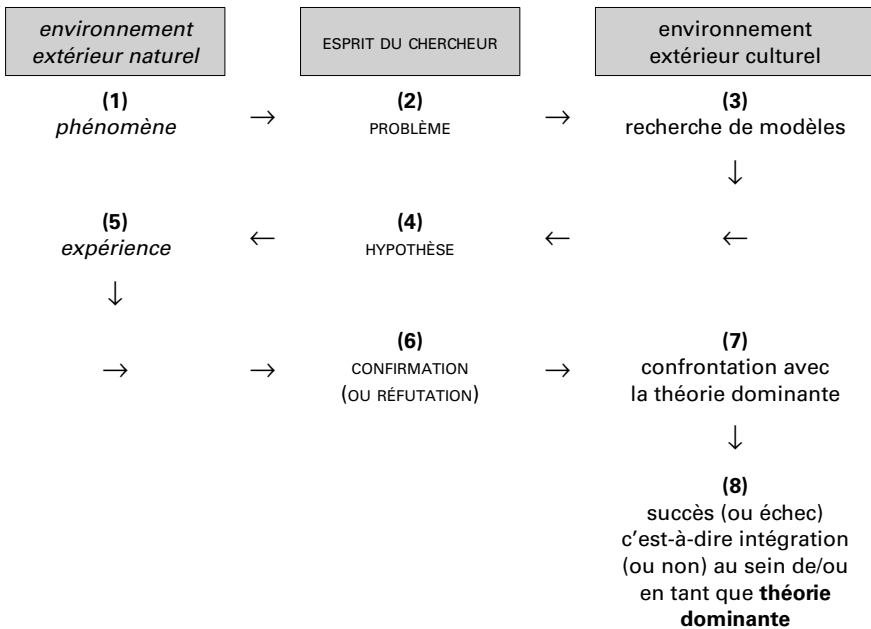 environnement extérieur naturel
ESPRIT DU CHERCHEUR
environnement extérieur culturel
(1) (2) (3)
phénomène → PROBLÈME → recherche de modèles
↓
(5) (4)
expérience ← HYPOTHÈSE ← ←
↓
(6) (7)
→ → CONFIRMATION → confrontation avec
(OU RÉFUTATION) la théorie dominante
↓
(8)
succès (ou échec)
c'est-à-dire intégration
(ou non) au sein de/ou
en tant que théorie
dominante